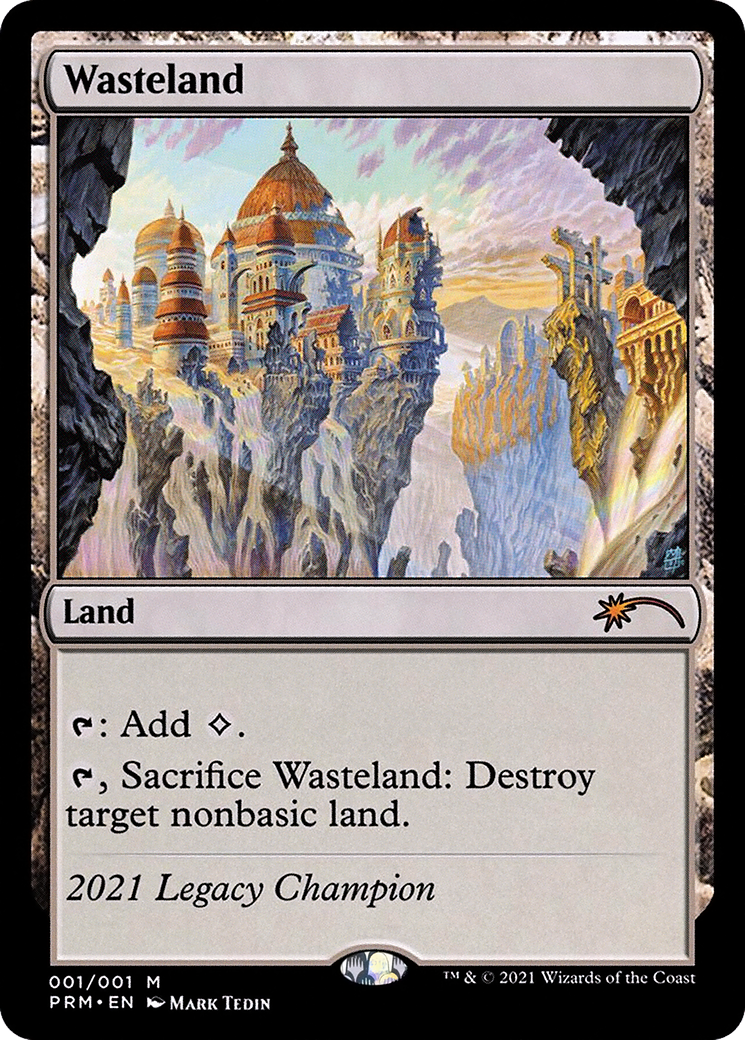 Wasteland
Land
: Add .
, Sacrifice Wasteland: Destroy
target nonbasic land.
2021 Legacy Champion
001/001 M
PRM • EN Mark Tedin
™ & © 2021 Wizards of the Coast